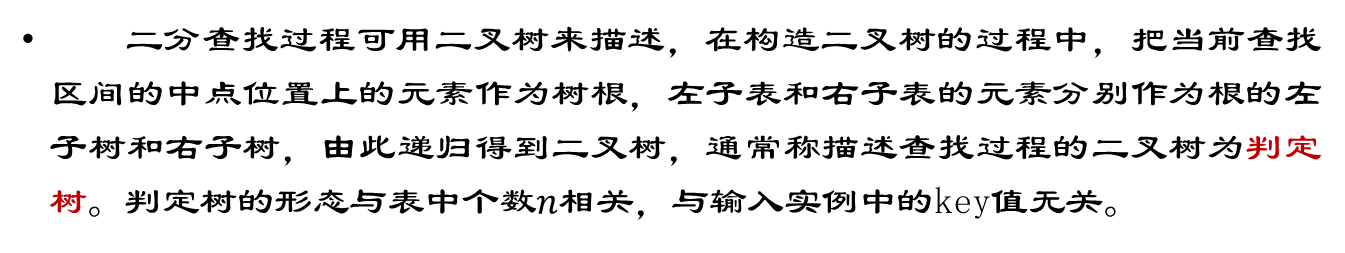 • 二分查找过程可用二叉树来描述，在构造二叉树的过程中，把当前查找
区间的中点位置上的元素作为树根，左子表和右子表的元素分别作为根的左
子树和右子树，由此递归得到二叉树，通常称描述查找过程的二叉树为判定
树。判定树的形态与表中个数n相关，与输入实例中的key值无关。